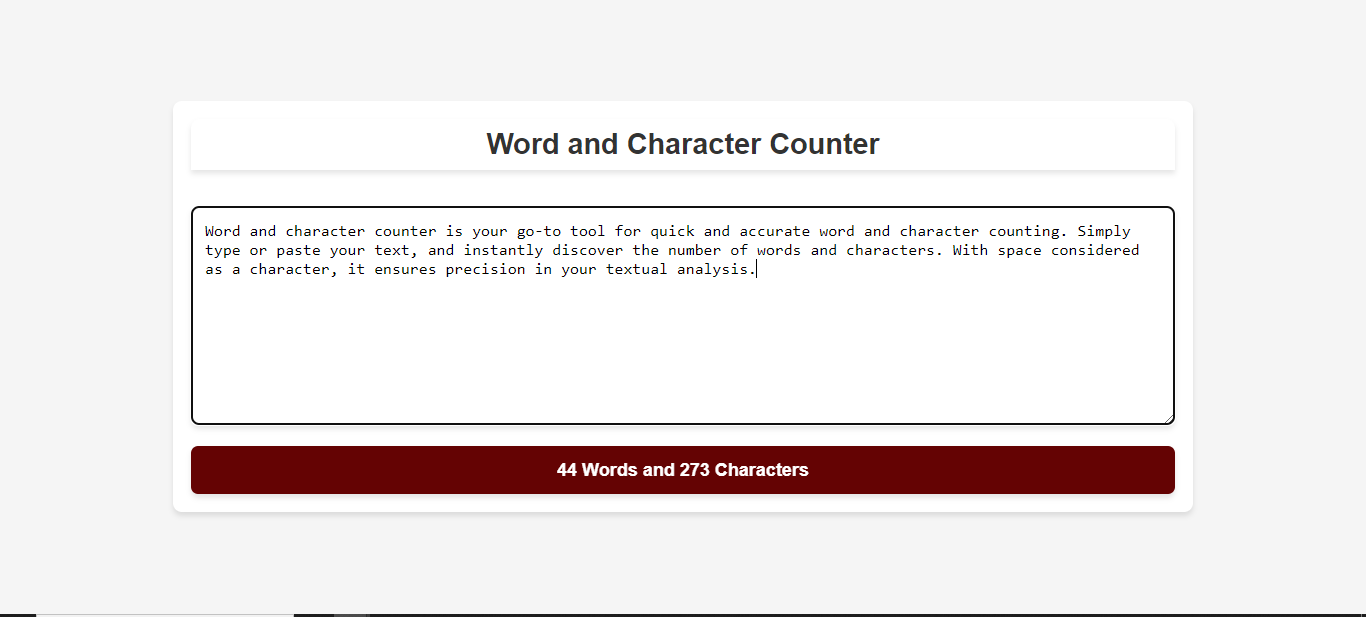 Word and Character Counter
Word and character counter is your go-to tool for quick and accurate word and character counting. Simply
type or paste your text, and instantly discover the number of words and characters. With space considered
as a character, it ensures precision in your textual analysis.
44 Words and 273 Characters